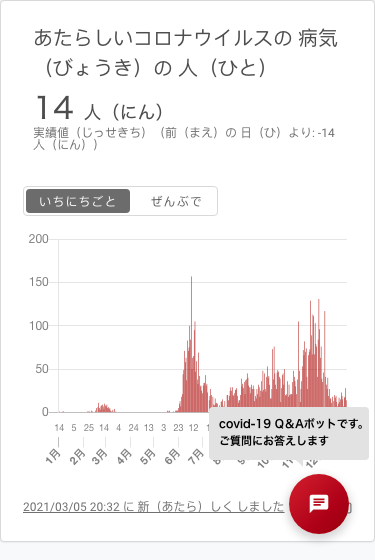 あたらしいコロナウイルスの 病気
（びょうき）の 人（ひと）
14 人（にん）
実績値（じっせきち）（前（まえ）の 日（ひ）より: -14
人（にん））
いちにちごと ぜんぶで
200
150
100
50
0
14 5 25 14 4 24 13 3 23 12 1
1月 2月 3月 4月 5月 6月 7月
covid-19 Q&Aボットです。
ご質問にお答えします
2021/03/05 20:32 に 新（あたら）しく しました